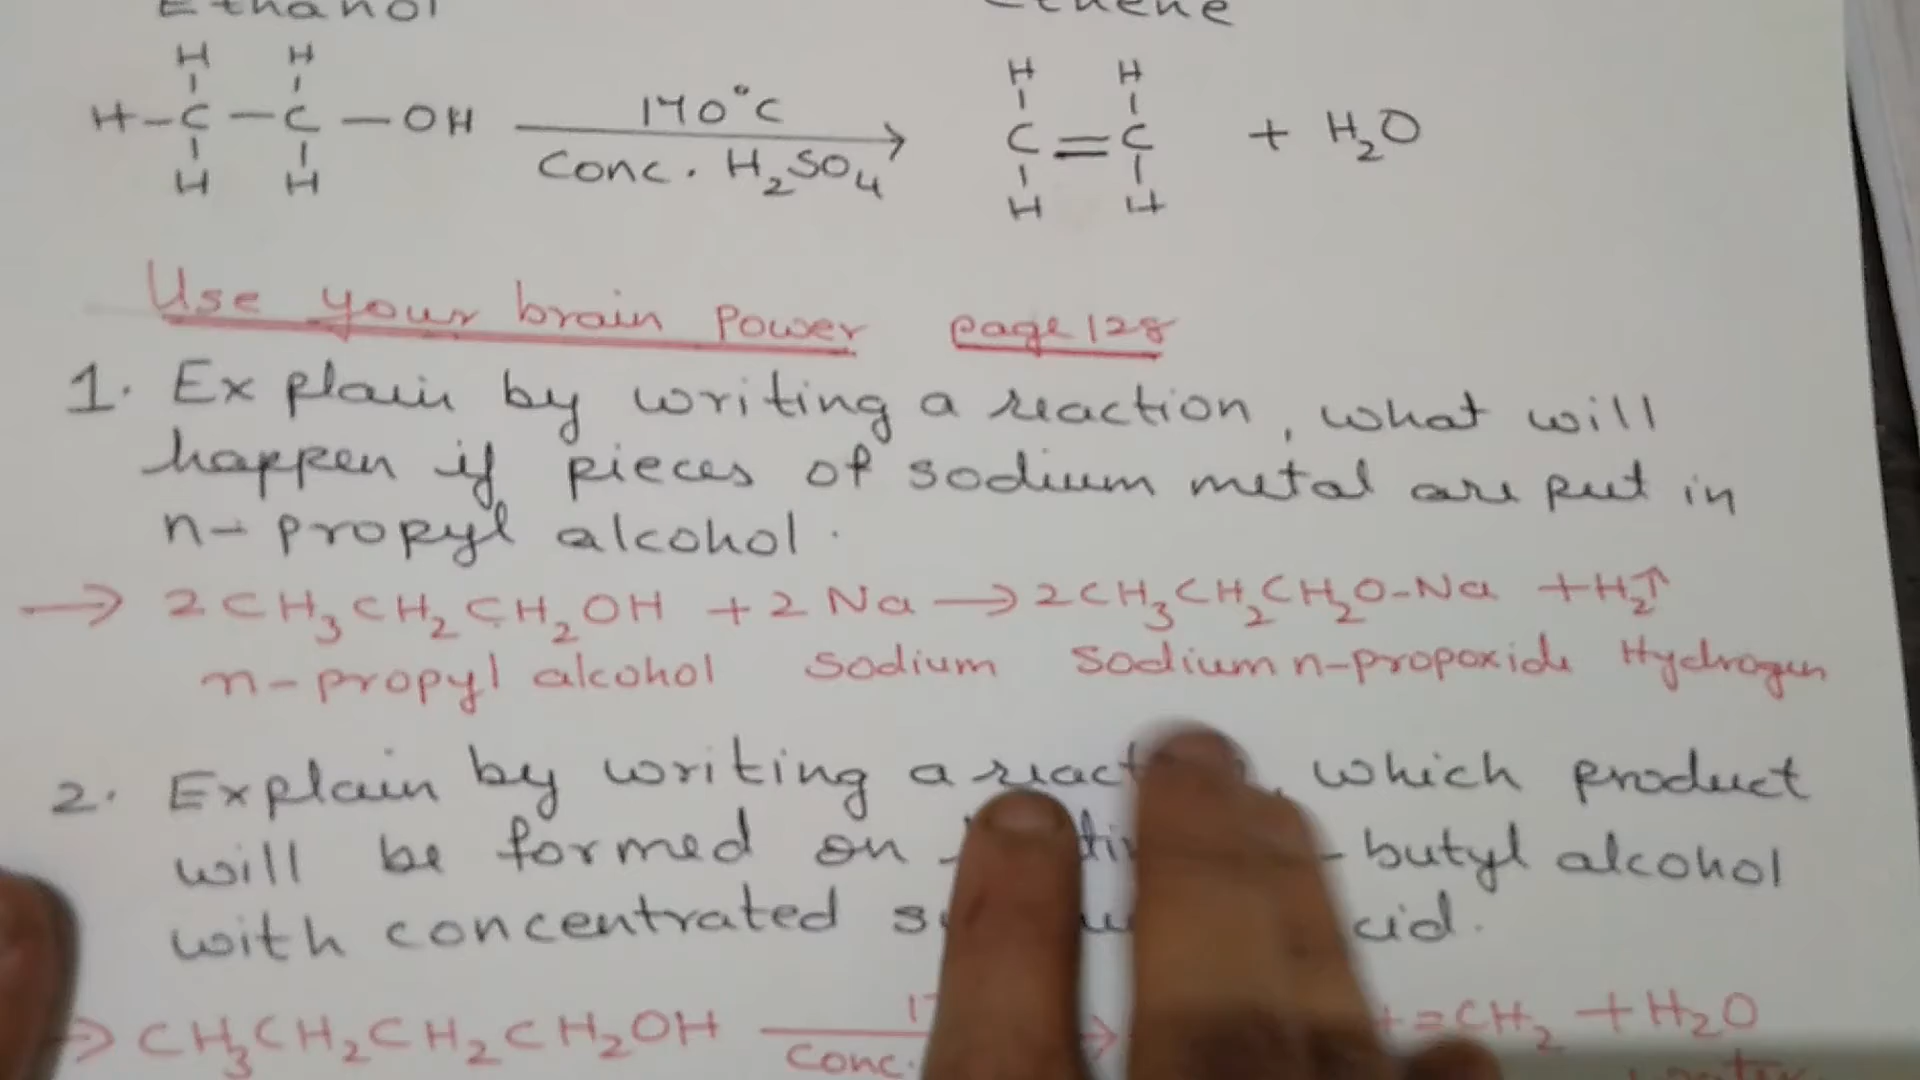 Ethanol Ethene
H H H H
H-C-C-OH 170°C C=C + H₂O
Conc. H₂SO₄
H H H H
Use your brain Power page 128
1. Explain by writing a reaction, what will
happen if pieces of sodium metal are put in
n-propyl alcohol.
→ 2CH₃CH₂CH₂OH + 2Na → 2CH₃CH₂CH₂O-Na + H₂↑
n-propyl alcohol Sodium Sodium n-propoxide Hydrogen
2. Explain by writing a , which product
will be formed on -butyl alcohol
with concentrated
→ CH₃CH₂CH₂CH₂OH → =CH₂ + H₂O
Conc.